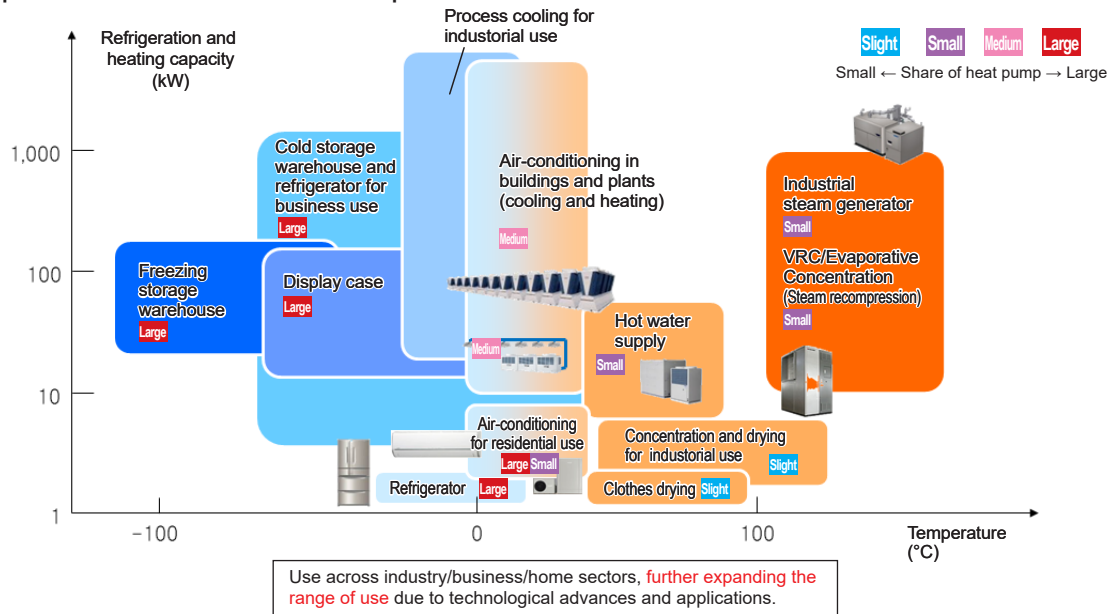 Process cooling for
industorial use
Refrigeration and
heating capacity
(kW)
Slight
Small
Medium
Large
Small ← Share of heat pump → Large
1,000
100
10
1
Cold storage
warehouse and
refrigerator for
business use
Large
Air-conditioning in
buildings and plants
(cooling and heating)
Medium
Industrial
steam generator
Small
VRC/Evaporative
Concentration
(Steam recompression)
Small
Freezing
storage
warehouse
Large
Display case
Large
Hot water
supply
Small
Medium
Air-conditioning
for residential use
Large Small
Concentration and drying
for industorial use
Slight
Refrigerator
Large
Clothes drying
Slight
−100
0
100
Temperature
(°C)
Use across industry/business/home sectors, further expanding the
range of use due to technological advances and applications.